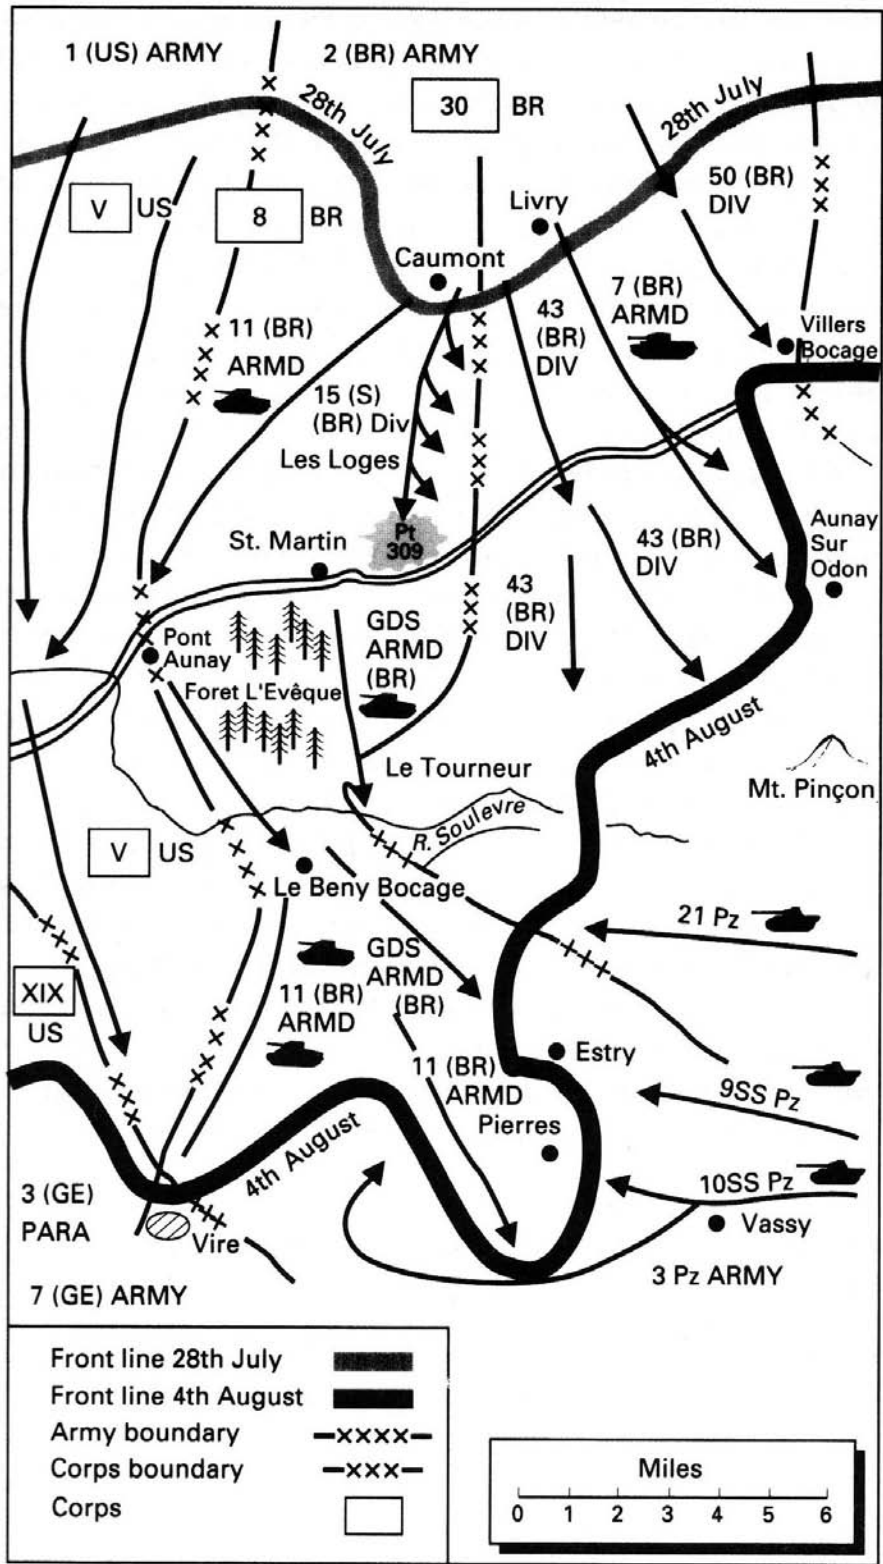 1 (US) ARMY
2 (BR) ARMY
30 BR
28th July
28th July
50 (BR)
DIV
V US
8 BR
Livry
Caumont
11 (BR)
ARMD
43
(BR)
DIV
7 (BR)
ARMD
Villers
Bocage
15 (S)
(BR) Div
Les Loges
Pt
309
St. Martin
43 (BR)
DIV
Aunay
Sur
Odon
43
(BR)
DIV
GDS
ARMD
(BR)
Pont
Aunay
Foret L'Evêque
4th August
Le Tourneur
Mt. Pinçon
R. Soulevre
V US
Le Beny Bocage
21 Pz
GDS
ARMD
(BR)
XIX
US
11 (BR)
ARMD
Estry
11 (BR)
ARMD
9SS Pz
Pierres
4th August
10SS Pz
3 (GE)
PARA
Vire
Vassy
3 Pz ARMY
7 (GE) ARMY
Front line 28th July
Front line 4th August
Army boundary
Corps boundary
Corps
Miles
0 1 2 3 4 5 6